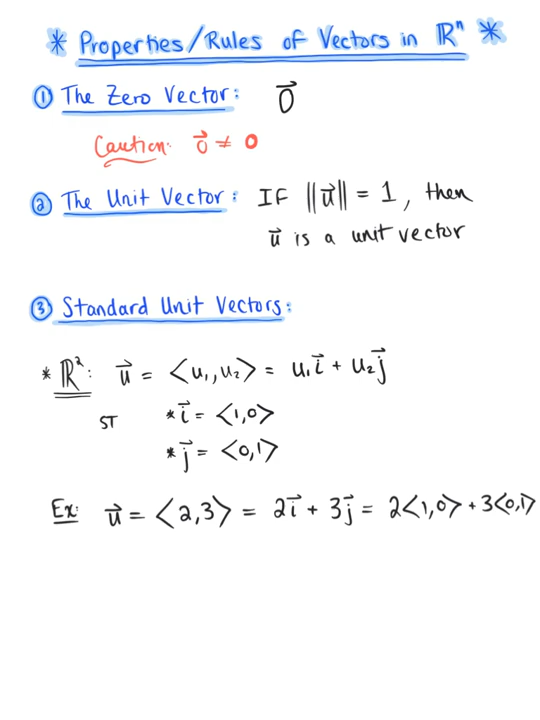 * Properties/Rules of Vectors in ℝⁿ *
① The Zero Vector: 0⃗
Caution: 0⃗ ≠ 0
② The Unit Vector: IF ||u⃗|| = 1, then
u⃗ is a unit vector
③ Standard Unit Vectors:
* ℝ²: u⃗ = <u₁, u₂> = u₁i⃗ + u₂j⃗
ST * i⃗ = <1,0>
* j⃗ = <0,1>
Ex: u⃗ = <2,3> = 2i⃗ + 3j⃗ = 2<1,0> + 3<0,1>